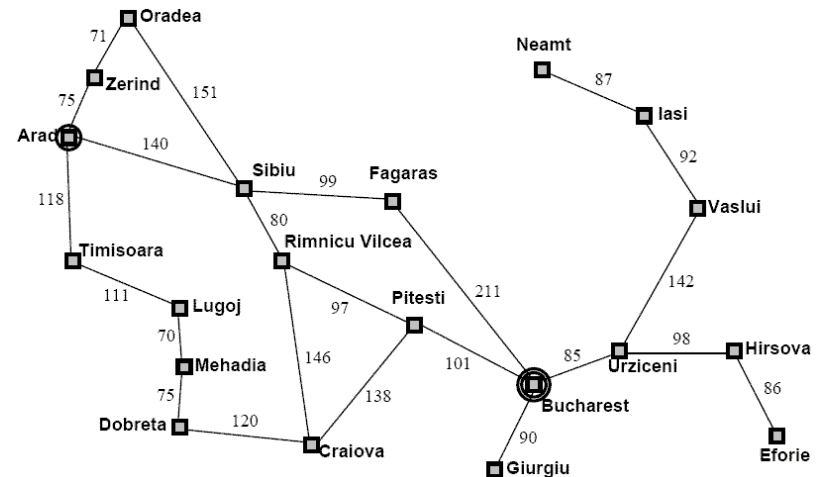 Oradea
71
Neamt
87
Zerind
151
75
Iasi
Arad
140
92
Sibiu
99
Fagaras
118
80
Vaslui
Rimnicu Vilcea
Timisoara
111
Lugoj
97
Pitesti
211
142
70
146
101
85
98
Hirsova
Mehadia
Urziceni
75
138
86
Dobreta
120
Bucharest
90
Craiova
Eforie
Giurgiu